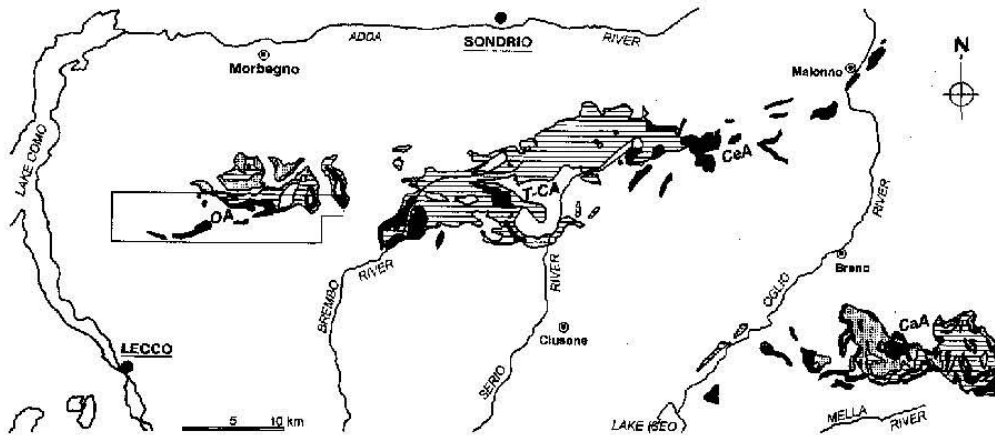 ADDA
SONDRIO
RIVER
Morbegno
Malonno
N
LAKE COMO
CeA
T-CA
OA
RIVER
RIVER
RIVER
Breno
BREMBO
OGLIO
CaA
Clusone
LECCO
SERIO
5
10 km
LAKE ISEO
MELLA
RIVER